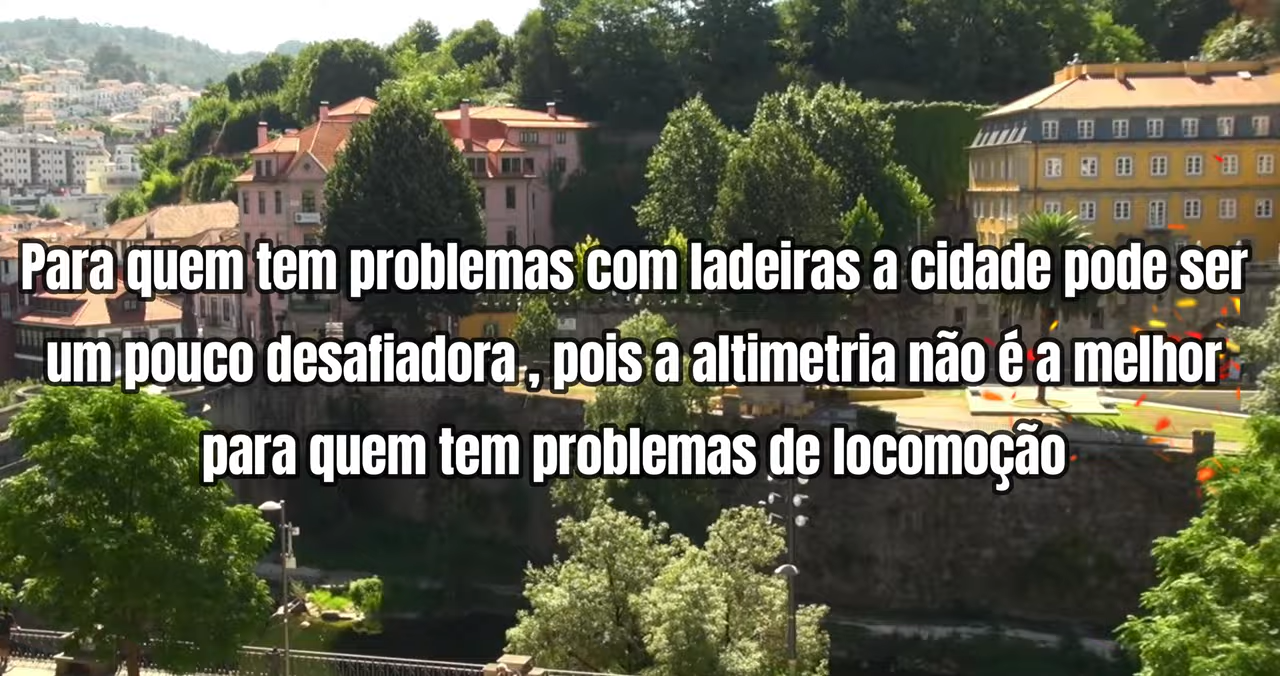 Para quem tem problemas com ladeiras a cidade pode ser
um pouco desafiadora , pois a altimetria não é a melhor
para quem tem problemas de locomoção